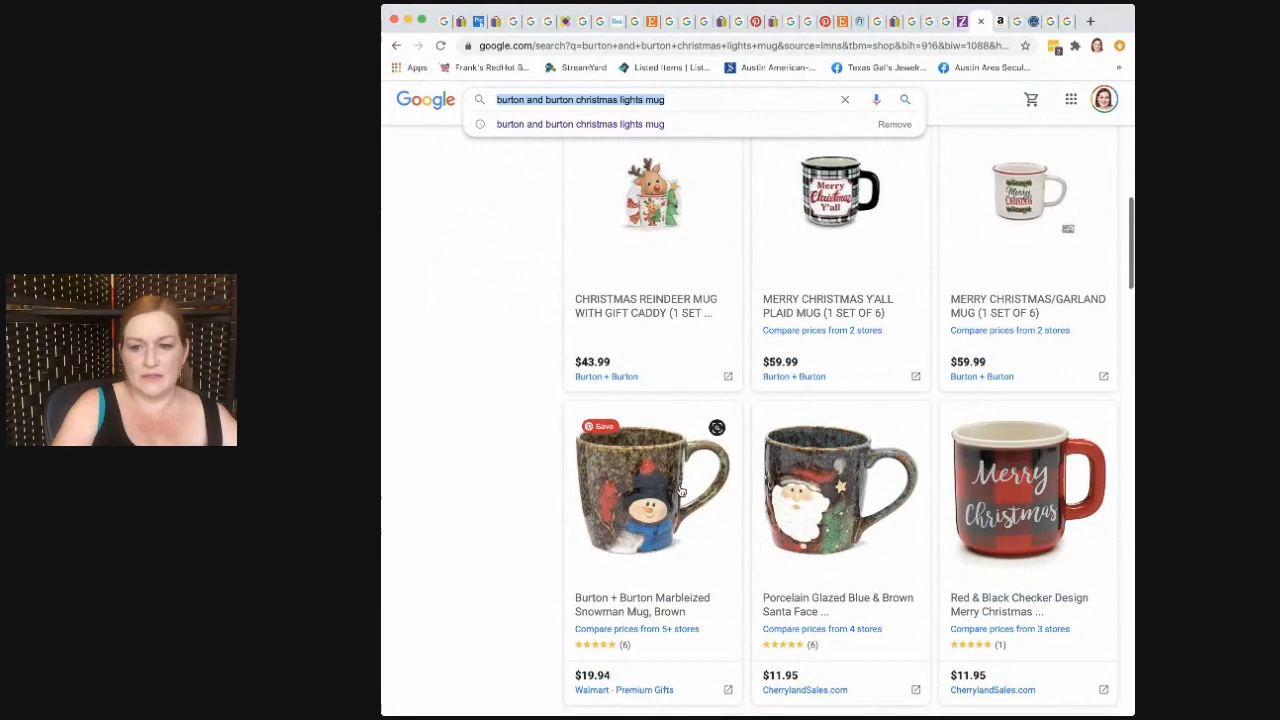 google.com/search?q=burton+and+burton+christmas+lights+mug&source=lmns&tbm=shop&bih=916&biw=1088&h...
Apps
Frank's RedHot B...
StreamYard
Listed Items | List...
Austin American-...
Texas Gal's Jewelr...
Austin Area Secul...
»
Google
burton and burton christmas lights mug
burton and burton christmas lights mug
Remove
Merry
Christmas
Y'all
Merry
CHRISTMAS
CHRISTMAS REINDEER MUG
WITH GIFT CADDY (1 SET ...
$43.99
Burton + Burton
MERRY CHRISTMAS Y'ALL
PLAID MUG (1 SET OF 6)
Compare prices from 2 stores
$59.99
Burton + Burton
MERRY CHRISTMAS/GARLAND
MUG (1 SET OF 6)
Compare prices from 2 stores
$59.99
Burton + Burton
Save
Merry
Christmas
Burton + Burton Marbleized
Snowman Mug, Brown
Compare prices from 5+ stores
(6)
$19.94
Walmart · Premium Gifts
Porcelain Glazed Blue & Brown
Santa Face ...
Compare prices from 4 stores
(6)
$11.95
CherrylandSales.com
Red & Black Checker Design
Merry Christmas ...
Compare prices from 3 stores
(1)
$11.95
CherrylandSales.com